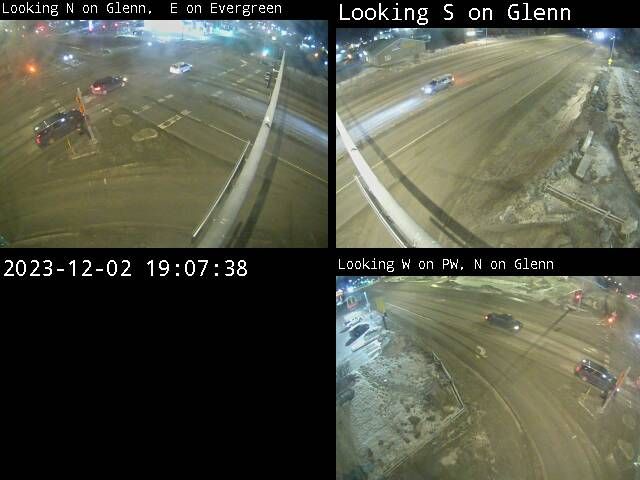 Looking N on Glenn, E on Evergreen
Looking S on Glenn
2023-12-02 19:07:38
Looking W on PW, N on Glenn